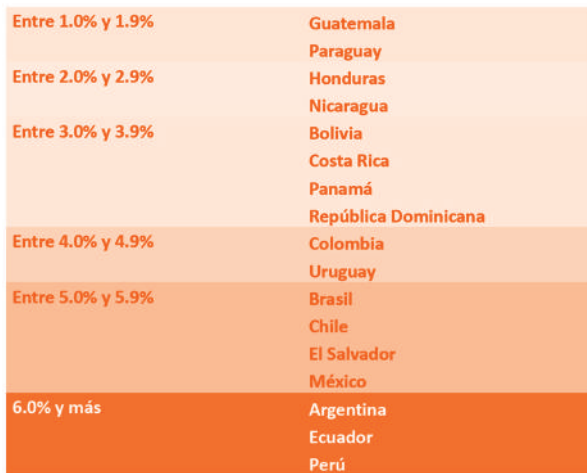 Entre 1.0% y 1.9% Guatemala
Paraguay
Entre 2.0% y 2.9% Honduras
Nicaragua
Entre 3.0% y 3.9% Bolivia
Costa Rica
Panamá
República Dominicana
Entre 4.0% y 4.9% Colombia
Uruguay
Entre 5.0% y 5.9% Brasil
Chile
El Salvador
México
6.0% y más Argentina
Ecuador
Perú